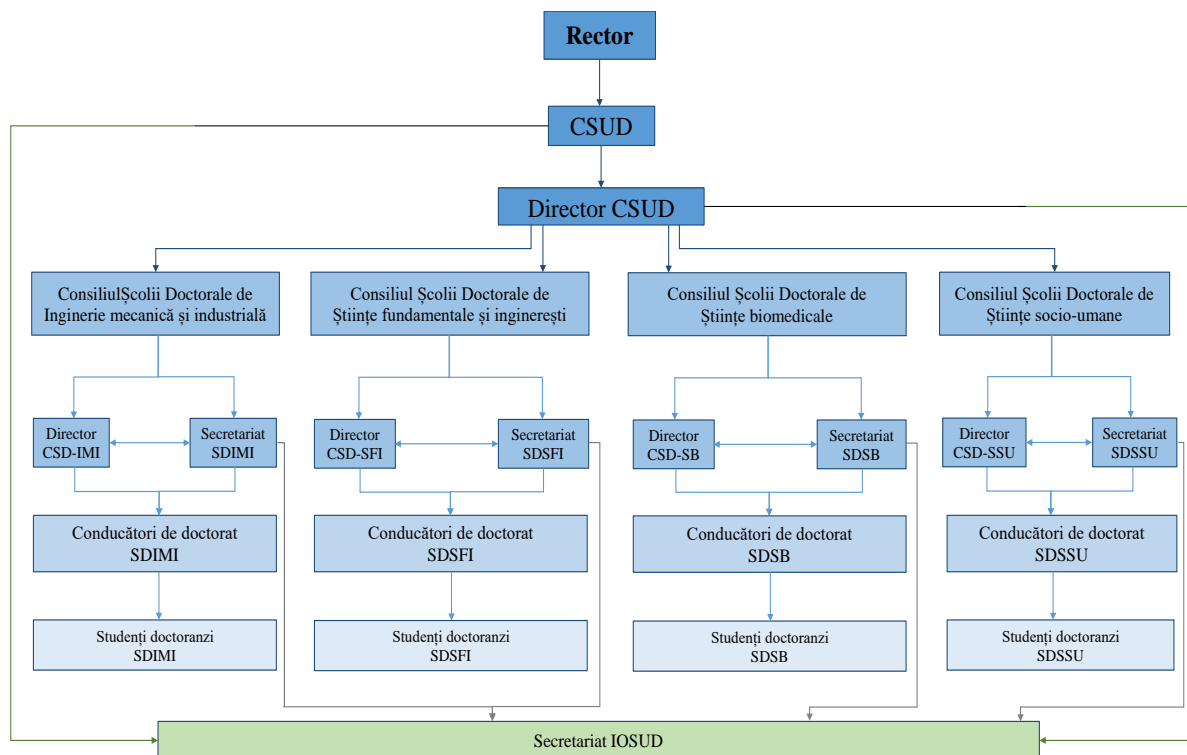 Rector
CSUD
Director CSUD
ConsiliulȘcolii Doctorale de
Inginerie mecanică și industrială
Consiliul Școlii Doctorale de
Științe fundamentale și inginerești
Consiliul Școlii Doctorale de
Științe biomedicale
Consiliul Școlii Doctorale de
Științe socio-umane
Director
CSD-IMI
Secretariat
SDIMI
Director
CSD-SFI
Secretariat
SDSFI
Director
CSD-SB
Secretariat
SDSB
Director
CSD-SSU
Secretariat
SDSSU
Conducători de doctorat
SDIMI
Conducători de doctorat
SDSFI
Conducători de doctorat
SDSB
Conducători de doctorat
SDSSU
Studenți doctoranzi
SDIMI
Studenți doctoranzi
SDSFI
Studenți doctoranzi
SDSB
Studenți doctoranzi
SDSSU
Secretariat IOSUD